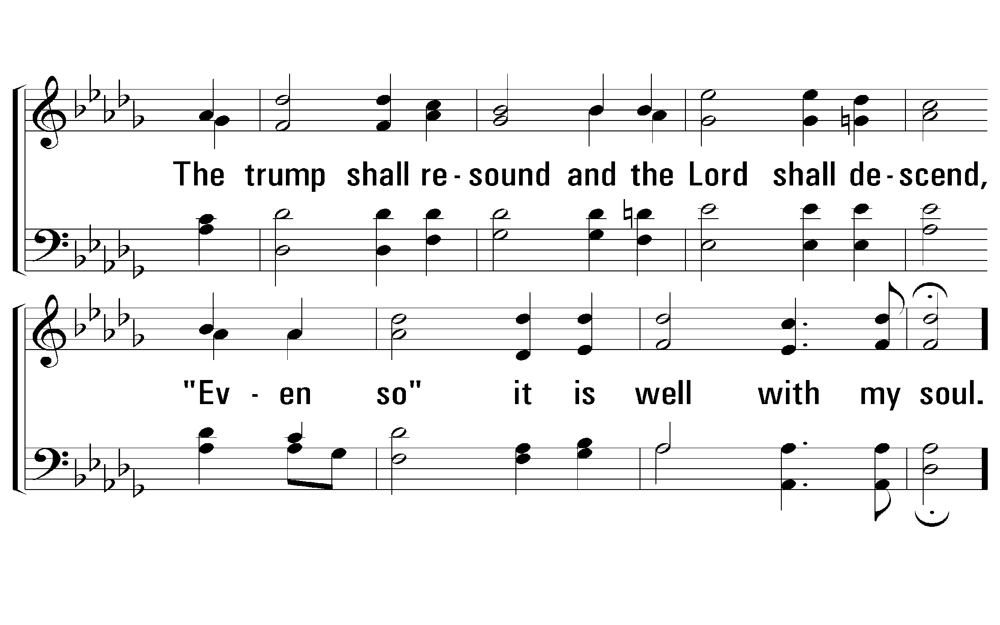 The trump shall re - sound and the Lord shall de - scend,
"Ev - en so" it is well with my soul.